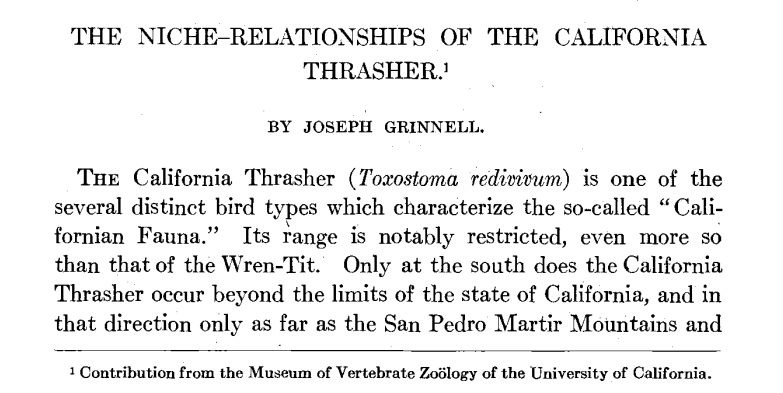 THE NICHE-RELATIONSHIPS OF THE CALIFORNIA
THRASHER.¹
BY JOSEPH GRINNELL.
THE California Thrasher (Toxostoma redivivum) is one of the
several distinct bird types which characterize the so-called "Cali-
fornian Fauna." Its range is notably restricted, even more so
than that of the Wren-Tit. Only at the south does the California
Thrasher occur beyond the limits of the state of California, and in
that direction only as far as the San Pedro Martir Mountains and
¹ Contribution from the Museum of Vertebrate Zoölogy of the University of California.